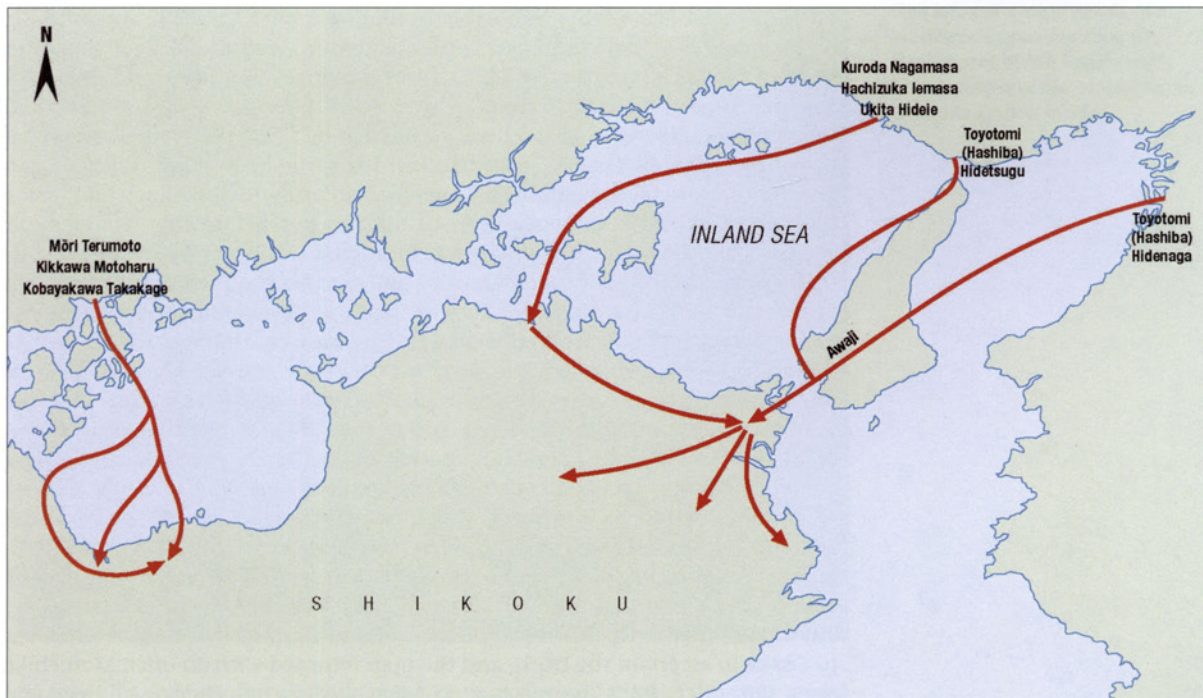 N
Kuroda Nagamasa
Hachizuka Iemasa
Ukita Hideie
Toyotomi
(Hashiba)
Hidetsugu
Toyotomi
(Hashiba)
Hidenaga
INLAND SEA
Mōri Terumoto
Kikkawa Motoharu
Kobayakawa Takakage
Awaji
SHIKOKU